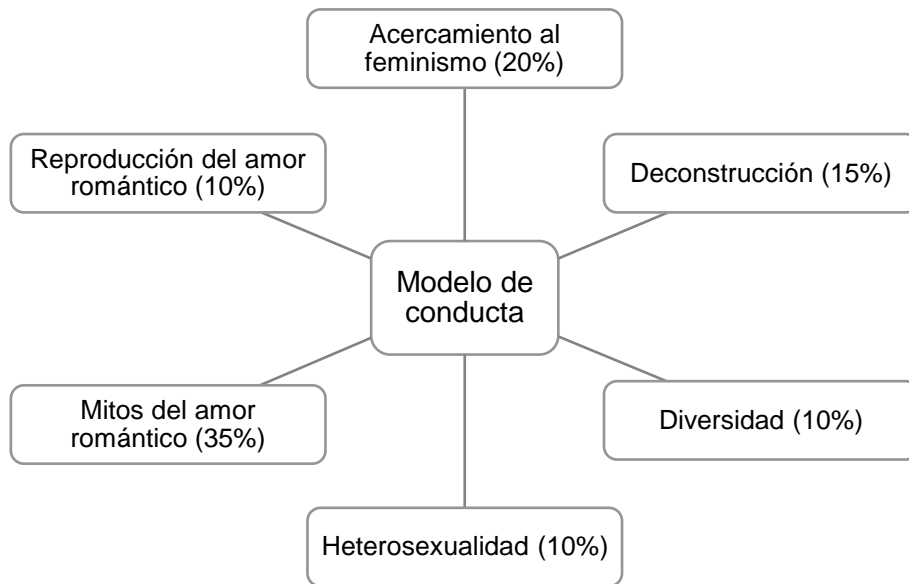 Acercamiento al
feminismo (20%)
Reproducción del amor
romántico (10%)
Deconstrucción (15%)
Modelo de
conducta
Mitos del amor
romántico (35%)
Diversidad (10%)
Heterosexualidad (10%)